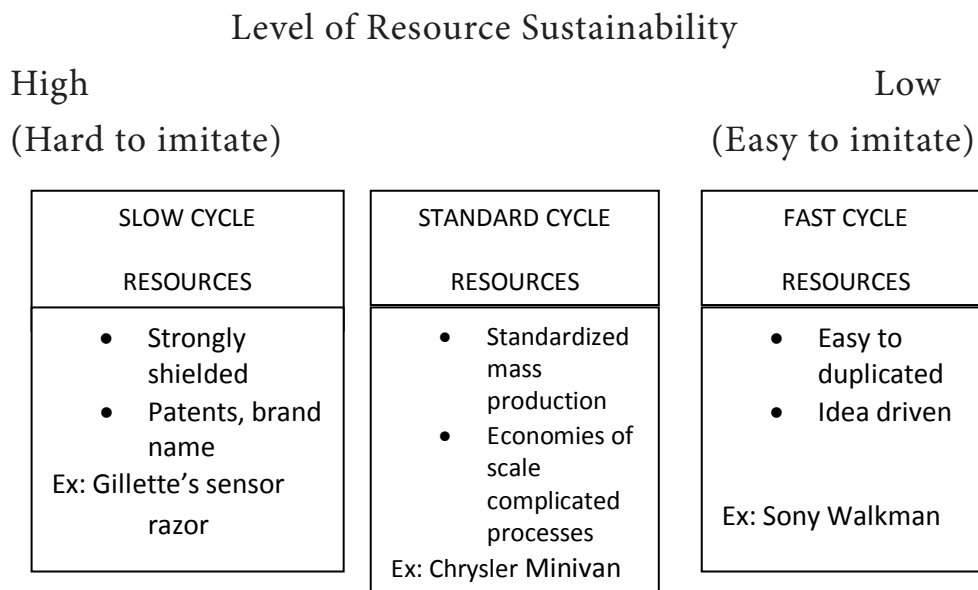 Level of Resource Sustainability
High Low
(Hard to imitate) (Easy to imitate)
SLOW CYCLE
RESOURCES
• Strongly
shielded
• Patents, brand
name
Ex: Gillette’s sensor
razor
STANDARD CYCLE
RESOURCES
• Standardized
mass
production
• Economies of
scale
complicated
processes
Ex: Chrysler Minivan
FAST CYCLE
RESOURCES
• Easy to
duplicated
• Idea driven
Ex: Sony Walkman